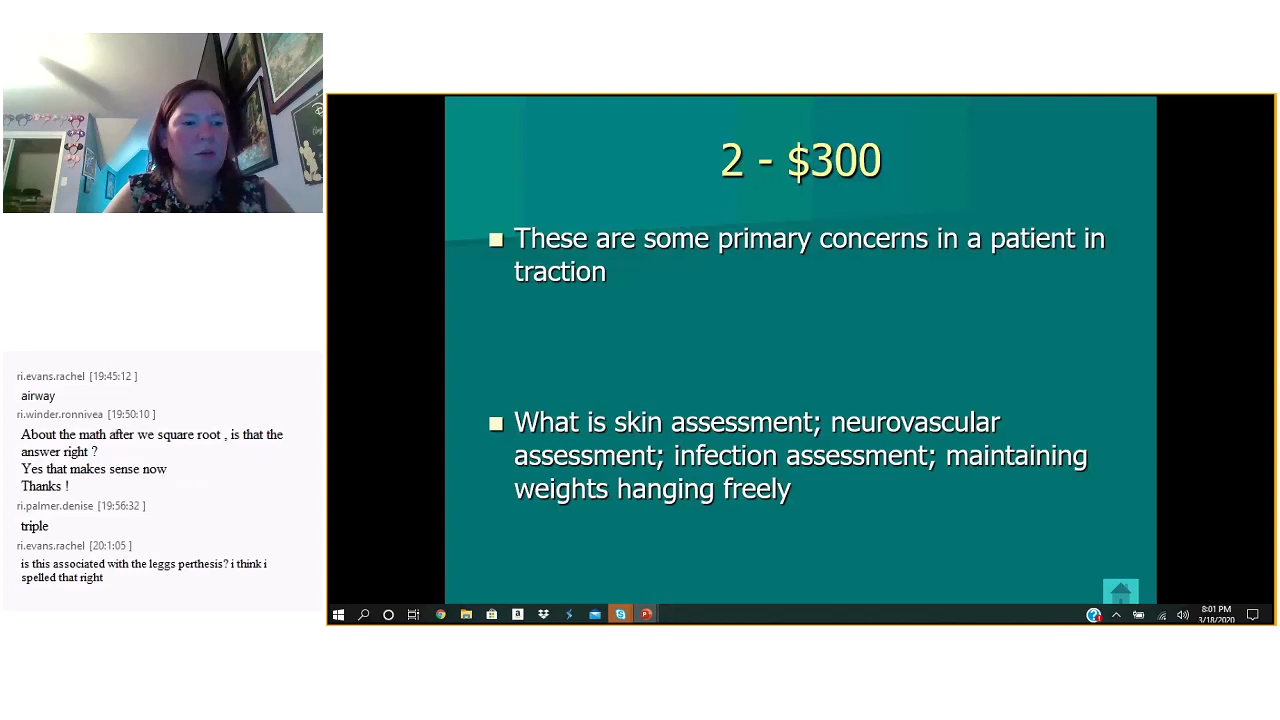 2 - $300
These are some primary concerns in a patient in
traction
What is skin assessment; neurovascular
assessment; infection assessment; maintaining
weights hanging freely
ri.evans.rachel [19:45:12 ]
airway
ri.winder.ronnivea [19:50:10 ]
About the math after we square root , is that the
answer right ?
Yes that makes sense now
Thanks !
ri.palmer.denise [19:56:32 ]
triple
ri.evans.rachel [20:1:05 ]
is this associated with the leggs perthesis? i think i
spelled that right
8:01 PM
3/18/2020